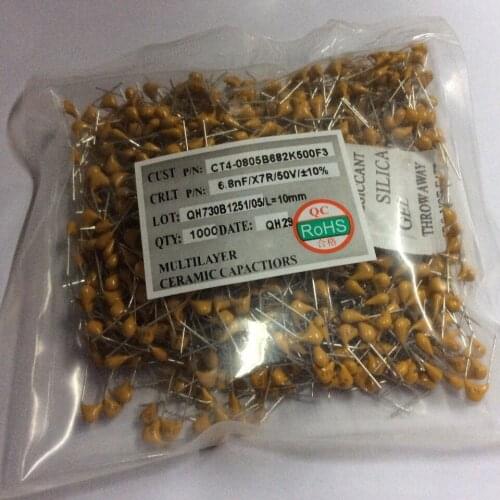 CUST P/N: CT4-0805B682K500F3
CRLT P/N: 6.8nF/X7R/50V/±10%
LOT: QH730B1251/05/L=10mm
QTY: 1000 DATE: QH29
QC
RoHS
合格
MULTILAYER
CERAMIC CAPACTIORS
SILICA
GEL
THROW AWAY